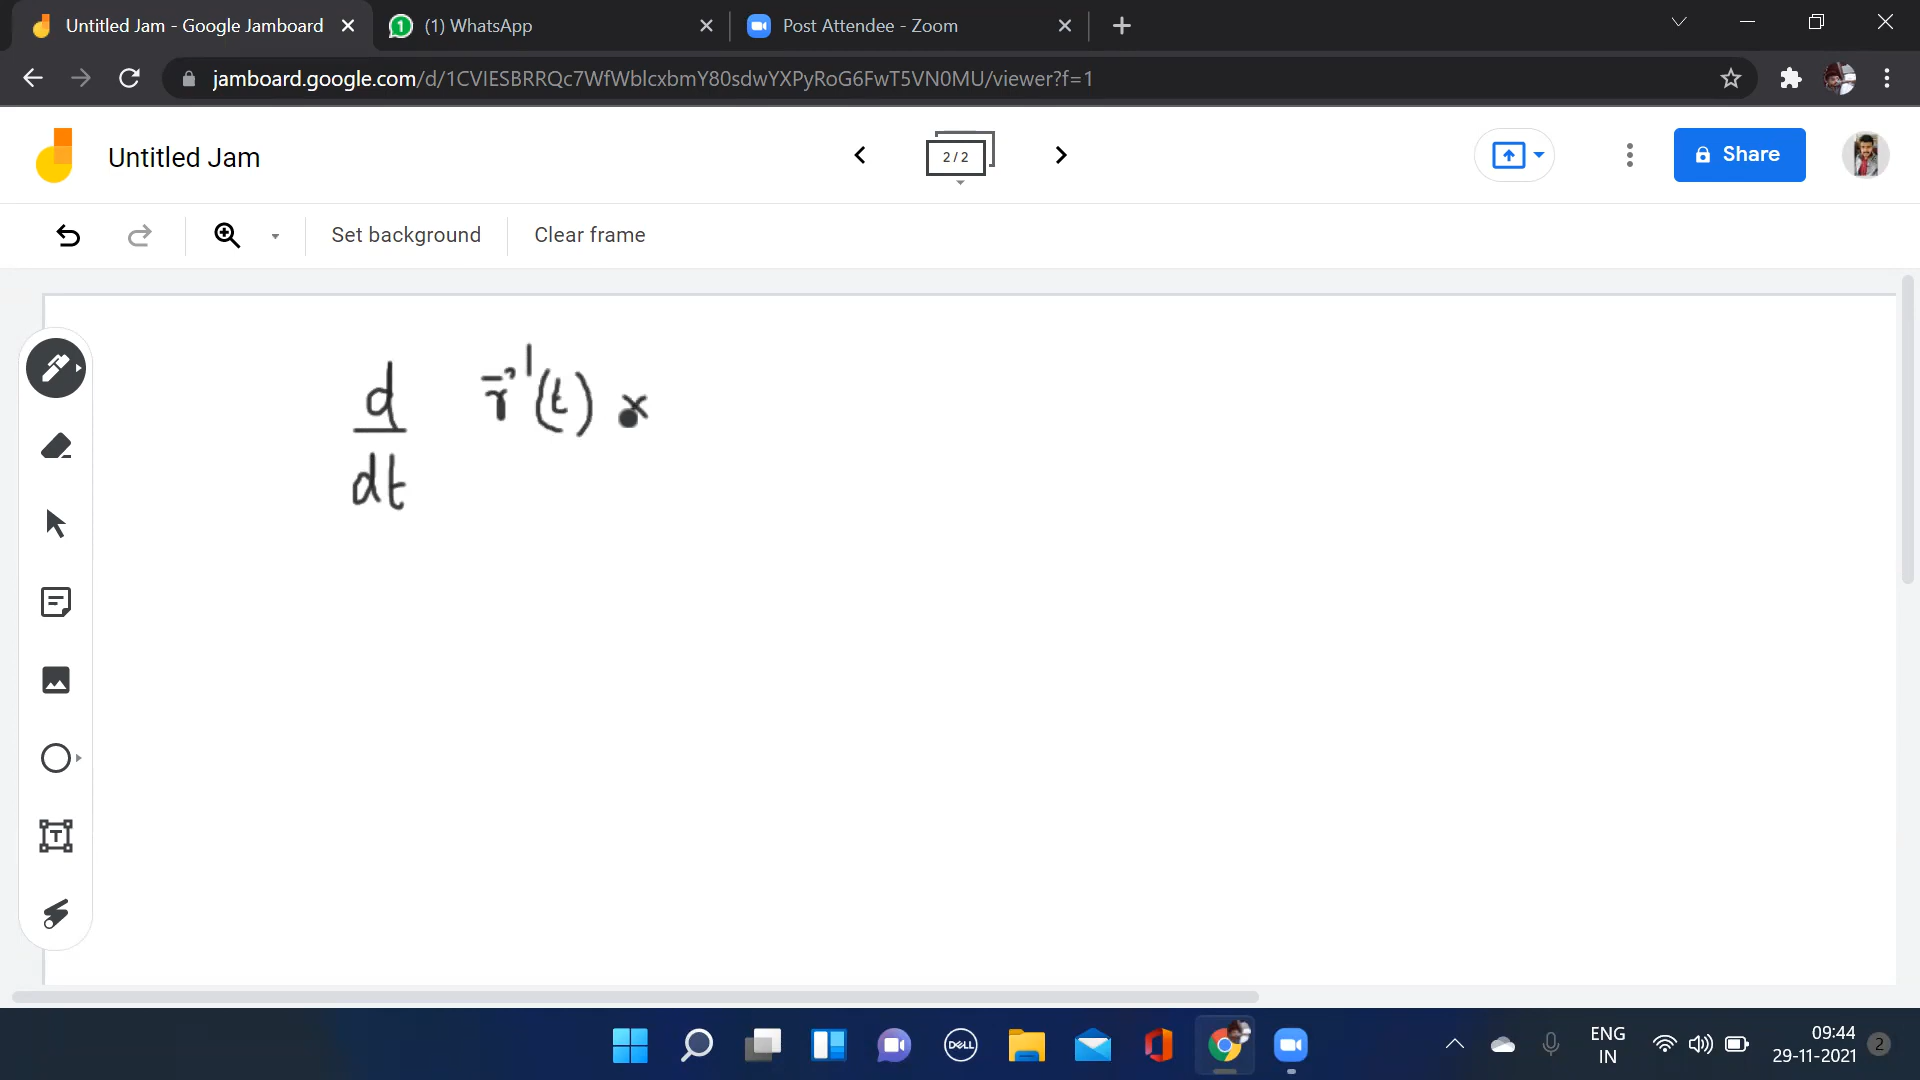 Untitled Jam - Google Jamboard
(1) WhatsApp
Post Attendee - Zoom
jamboard.google.com/d/1CVIESBRRQc7WfWblcxbmY80sdwYXPyRoG6FwT5VN0MU/viewer?f=1
Untitled Jam
2 / 2
Share
Set background
Clear frame
d r̄'(t) ×
dt
DELL
ENG
IN
09:44
29-11-2021
2